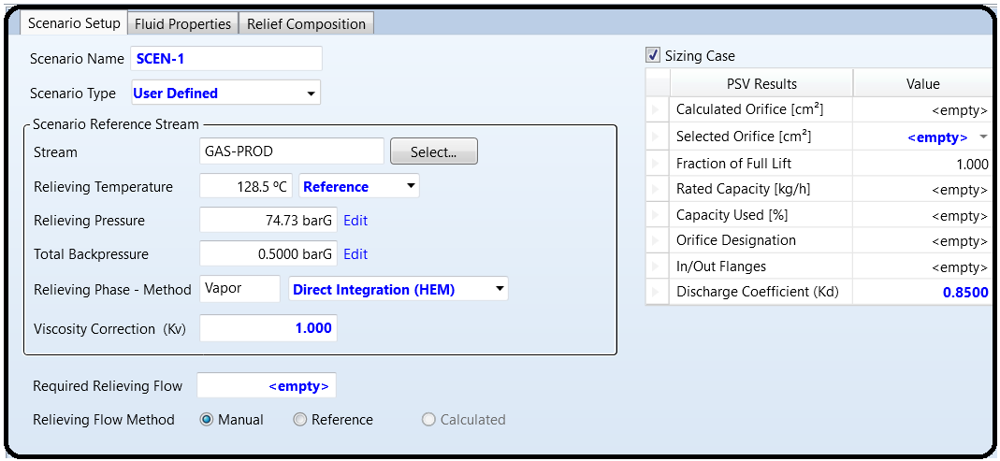 Scenario Setup Fluid Properties Relief Composition
Scenario Name SCEN-1
Scenario Type User Defined
Scenario Reference Stream
Stream GAS-PROD Select...
Relieving Temperature 128.5 ºC Reference
Relieving Pressure 74.73 barG Edit
Total Backpressure 0.5000 barG Edit
Relieving Phase - Method Vapor Direct Integration (HEM)
Viscosity Correction (Kv) 1.000
Required Relieving Flow <empty>
Relieving Flow Method Manual Reference Calculated
Sizing Case
PSV Results Value
Calculated Orifice [cm²] <empty>
Selected Orifice [cm²] <empty>
Fraction of Full Lift 1.000
Rated Capacity [kg/h] <empty>
Capacity Used [%] <empty>
Orifice Designation <empty>
In/Out Flanges <empty>
Discharge Coefficient (Kd) 0.8500